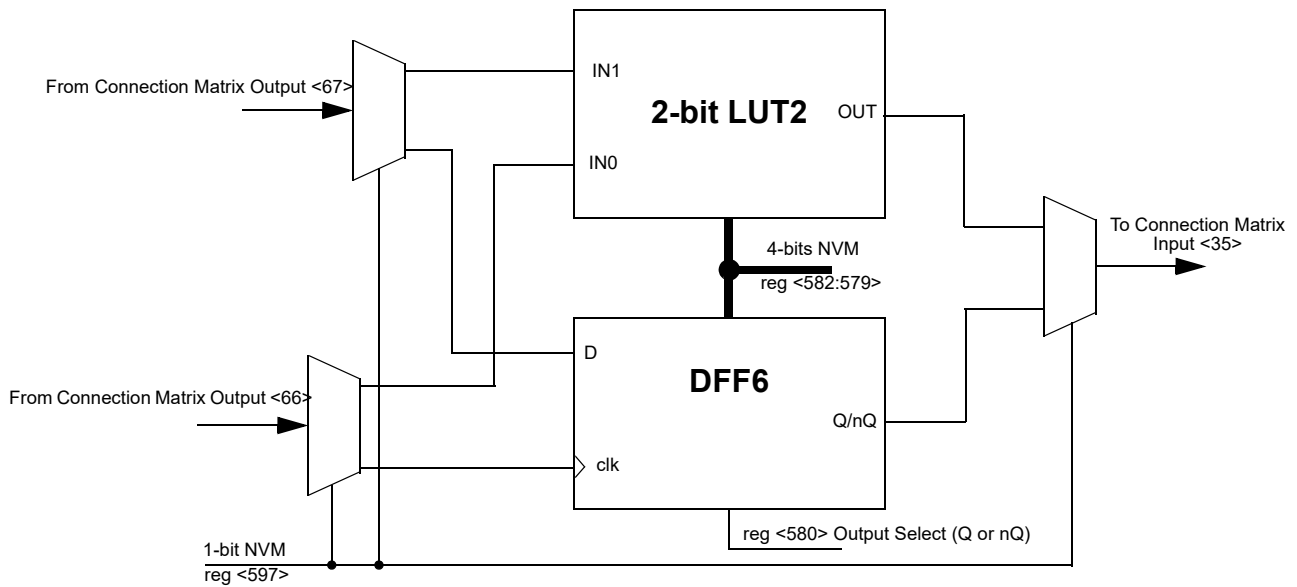 From Connection Matrix Output <67>
IN1
2-bit LUT2
OUT
IN0
To Connection Matrix
Input <35>
4-bits NVM
reg <582:579>
D
DFF6
From Connection Matrix Output <66>
Q/nQ
clk
reg <580> Output Select (Q or nQ)
1-bit NVM
reg <597>